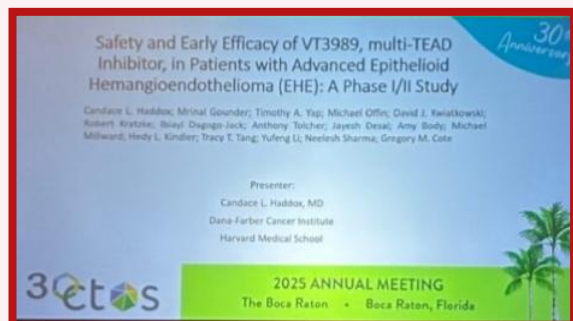 30th
Anniversary
Safety and Early Efficacy of VT3989, multi-TEAD
Inhibitor, in Patients with Advanced Epithelioid
Hemangioendothelioma (EHE): A Phase I/II Study
Candace L. Haddox; Mrinal Gounder; Timothy A. Yap; Michael Offin; David J. Kwiatkowski;
Robert Kratzke; Ibiayi Dagogo-Jack; Anthony Tolcher; Jayesh Desai; Amy Body; Michael
Millward; Hedy L. Kindler; Tracy T. Tang; Yufeng Li; Neelesh Sharma; Gregory M. Cote
Presenter:
Candace L. Haddox, MD
Dana-Farber Cancer Institute
Harvard Medical School
30 ctos
2025 ANNUAL MEETING
The Boca Raton • Boca Raton, Florida